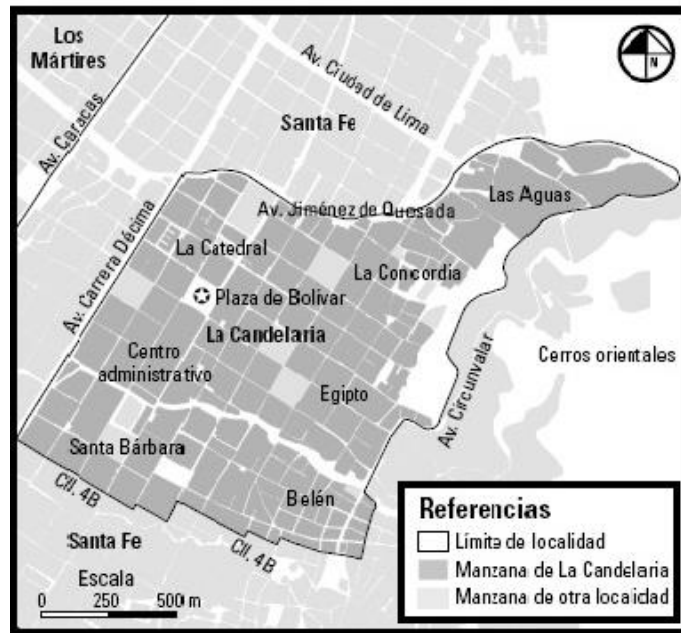 Los
Mártires
Av. Ciudad de Lima
N
Santa Fe
Av. Caracas
Las Aguas
Av. Jiménez de Quesada
La Catedral
La Concordia
Av. Carrera Décima
Plaza de Bolívar
La Candelaria
Centro
administrativo
Cerros orientales
Egipto
Av. Circunvalar
Santa Bárbara
Cll. 4B
Belén
Santa Fe
Cll. 4B
Escala
0 250 500 m
Referencias
Límite de localidad
Manzana de La Candelaria
Manzana de otra localidad